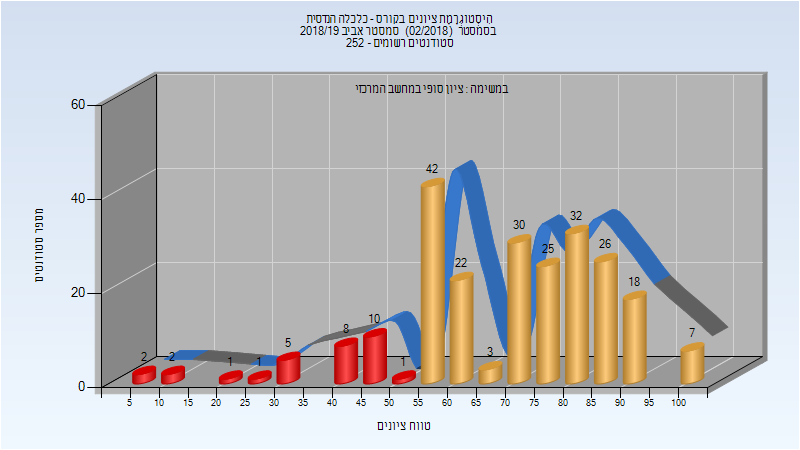 היסטוגרמת ציונים בקורס - כלכלה הנדסית
בסמסטר (02/2018) סמסטר אביב 2018/19
סטודנטים רשומים - 252
במשימה : ציון סופי במחשב המרכזי
60
40
20
0
מספר סטודנטים
2 2 1 1 5 8 10 1 42 22 3 30 25 32 26 18 7
5 10 15 20 25 30 35 40 45 50 55 60 65 70 75 80 85 90 95 100
טווח ציונים